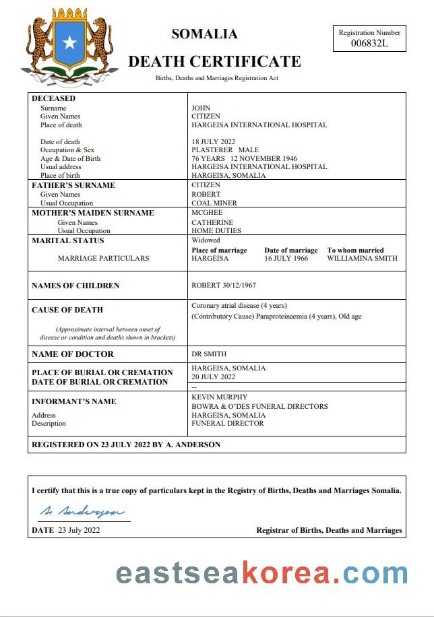 SOMALIA
DEATH CERTIFICATE
Births, Deaths and Marriages Registration Act
Registration Number
006832L
DECEASED
Surname JOHN
Given Names CITIZEN
Place of death HARGEISA INTERNATIONAL HOSPITAL
Date of death 18 JULY 2022
Occupation & Sex PLASTERER MALE
Age & Date of Birth 76 YEARS 12 NOVEMBER 1946
Usual address HARGEISA INTERNATIONAL HOSPITAL
Place of birth HARGEISA, SOMALIA
FATHER'S SURNAME CITIZEN
Given Names ROBERT
Usual Occupation COAL MINER
MOTHER'S MAIDEN SURNAME MCGHEE
Given Names CATHERINE
Usual Occupation HOME DUTIES
MARITAL STATUS Widowed
Place of marriage Date of marriage To whom married
MARRIAGE PARTICULARS HARGEISA 16 JULY 1966 WILLIAMINA SMITH
NAMES OF CHILDREN ROBERT 30/12/1967
CAUSE OF DEATH Coronary atrial disease (4 years)
(Contributory Cause) Paraproteinaemia (4 years), Old age
(Approximate interval between onset of
disease or condition and deaths shown in brackets)
NAME OF DOCTOR DR SMITH
PLACE OF BURIAL OR CREMATION HARGEISA, SOMALIA
DATE OF BURIAL OR CREMATION 20 JULY 2022
--
INFORMANT'S NAME KEVIN MURPHY
BOWRA & O'DES FUNERAL DIRECTORS
Address HARGEISA, SOMALIA
Description FUNERAL DIRECTOR
REGISTERED ON 23 JULY 2022 BY A. ANDERSON
I certify that this is a true copy of particulars kept in the Registry of Births, Deaths and Marriages Somalia.
A. Anderson
DATE 23 July 2022 Registrar of Births, Deaths and Marriages
eastseakorea.com